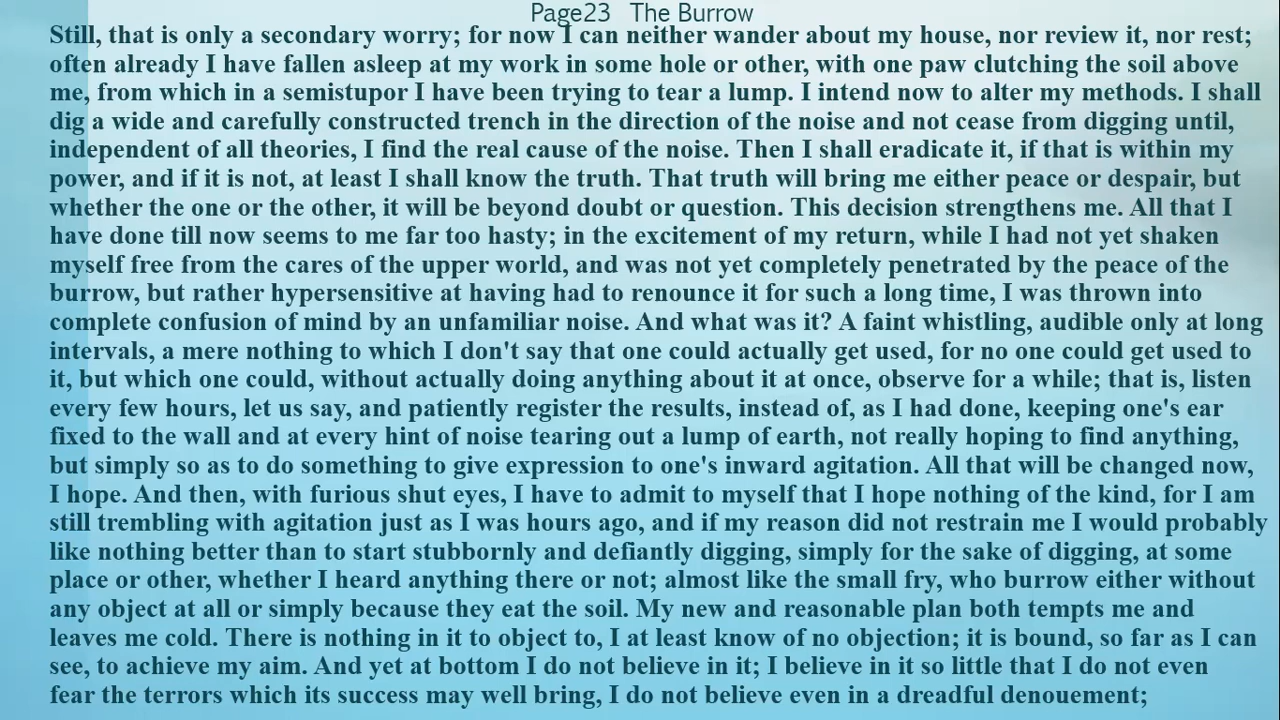 Page23 The Burrow
Still, that is only a secondary worry; for now I can neither wander about my house, nor review it, nor rest;
often already I have fallen asleep at my work in some hole or other, with one paw clutching the soil above
me, from which in a semistupor I have been trying to tear a lump. I intend now to alter my methods. I shall
dig a wide and carefully constructed trench in the direction of the noise and not cease from digging until,
independent of all theories, I find the real cause of the noise. Then I shall eradicate it, if that is within my
power, and if it is not, at least I shall know the truth. That truth will bring me either peace or despair, but
whether the one or the other, it will be beyond doubt or question. This decision strengthens me. All that I
have done till now seems to me far too hasty; in the excitement of my return, while I had not yet shaken
myself free from the cares of the upper world, and was not yet completely penetrated by the peace of the
burrow, but rather hypersensitive at having had to renounce it for such a long time, I was thrown into
complete confusion of mind by an unfamiliar noise. And what was it? A faint whistling, audible only at long
intervals, a mere nothing to which I don't say that one could actually get used, for no one could get used to
it, but which one could, without actually doing anything about it at once, observe for a while; that is, listen
every few hours, let us say, and patiently register the results, instead of, as I had done, keeping one's ear
fixed to the wall and at every hint of noise tearing out a lump of earth, not really hoping to find anything,
but simply so as to do something to give expression to one's inward agitation. All that will be changed now,
I hope. And then, with furious shut eyes, I have to admit to myself that I hope nothing of the kind, for I am
still trembling with agitation just as I was hours ago, and if my reason did not restrain me I would probably
like nothing better than to start stubbornly and defiantly digging, simply for the sake of digging, at some
place or other, whether I heard anything there or not; almost like the small fry, who burrow either without
any object at all or simply because they eat the soil. My new and reasonable plan both tempts me and
leaves me cold. There is nothing in it to object to, I at least know of no objection; it is bound, so far as I can
see, to achieve my aim. And yet at bottom I do not believe in it; I believe in it so little that I do not even
fear the terrors which its success may well bring, I do not believe even in a dreadful denouement;